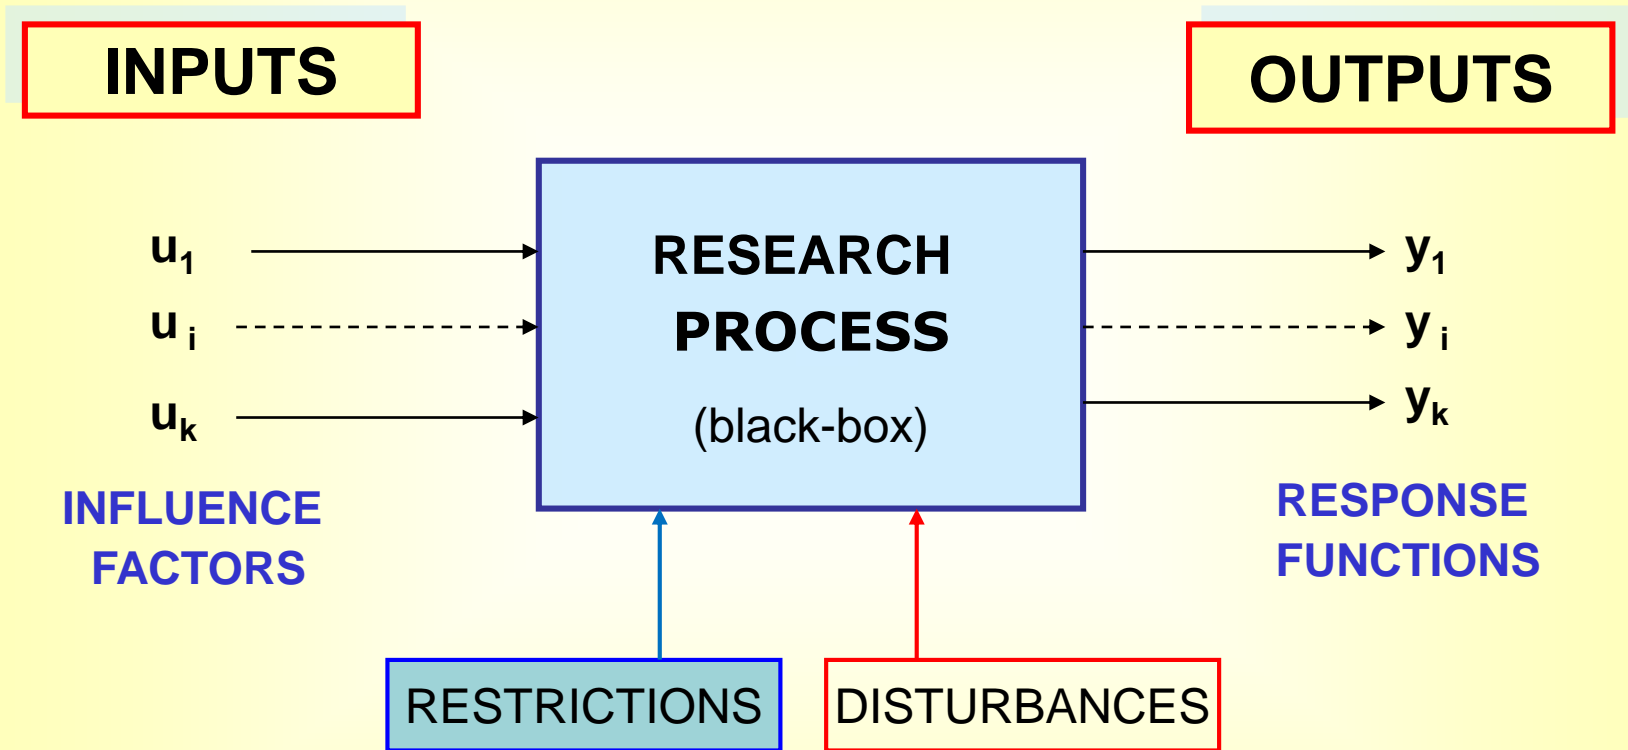 INPUTS
OUTPUTS
u1
ui
uk
INFLUENCE
FACTORS
RESEARCH
PROCESS
(black-box)
y1
yi
yk
RESPONSE
FUNCTIONS
RESTRICTIONS
DISTURBANCES